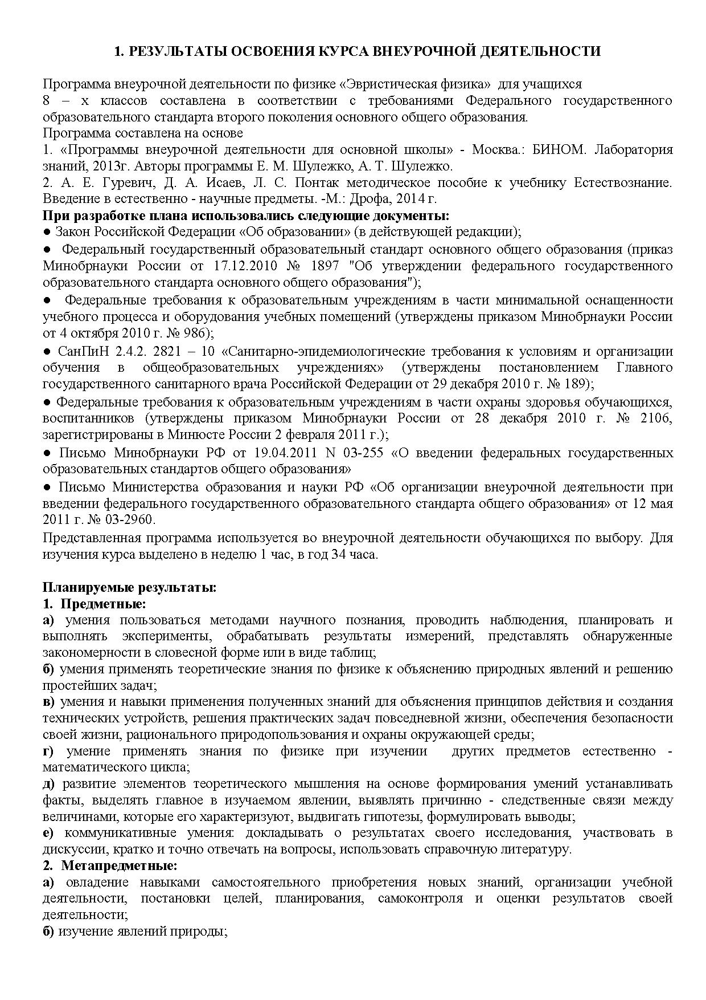 1. РЕЗУЛЬТАТЫ ОСВОЕНИЯ КУРСА ВНЕУРОЧНОЙ ДЕЯТЕЛЬНОСТИ
Программа внеурочной деятельности по физике «Эвристическая физика» для учащихся
8 – х классов составлена в соответствии с требованиями Федерального государственного
образовательного стандарта второго поколения основного общего образования.
Программа составлена на основе
1. «Программы внеурочной деятельности для основной школы» - Москва.: БИНОМ. Лаборатория
знаний, 2013г. Авторы программы Е. М. Шулежко, А. Т. Шулежко.
2. А. Е. Гуревич, Д. А. Исаев, Л. С. Понтак методическое пособие к учебнику Естествознание.
Введение в естественно - научные предметы. -М.: Дрофа, 2014 г.
При разработке плана использовались следующие документы:
● Закон Российской Федерации «Об образовании» (в действующей редакции);
● Федеральный государственный образовательный стандарт основного общего образования (приказ
Минобрнауки России от 17.12.2010 № 1897 "Об утверждении федерального государственного
образовательного стандарта основного общего образования");
● Федеральные требования к образовательным учреждениям в части минимальной оснащенности
учебного процесса и оборудования учебных помещений (утверждены приказом Минобрнауки России
от 4 октября 2010 г. № 986);
● СанПиН 2.4.2. 2821 – 10 «Санитарно-эпидемиологические требования к условиям и организации
обучения в общеобразовательных учреждениях» (утверждены постановлением Главного
государственного санитарного врача Российской Федерации от 29 декабря 2010 г. № 189);
● Федеральные требования к образовательным учреждениям в части охраны здоровья обучающихся,
воспитанников (утверждены приказом Минобрнауки России от 28 декабря 2010 г. № 2106,
зарегистрированы в Минюсте России 2 февраля 2011 г.);
● Письмо Минобрнауки РФ от 19.04.2011 N 03-255 «О введении федеральных государственных
образовательных стандартов общего образования»
● Письмо Министерства образования и науки РФ «Об организации внеурочной деятельности при
введении федерального государственного образовательного стандарта общего образования» от 12 мая
2011 г. № 03-2960.
Представленная программа используется во внеурочной деятельности обучающихся по выбору. Для
изучения курса выделено в неделю 1 час, в год 34 часа.
Планируемые результаты:
1. Предметные:
а) умения пользоваться методами научного познания, проводить наблюдения, планировать и
выполнять эксперименты, обрабатывать результаты измерений, представлять обнаруженные
закономерности в словесной форме или в виде таблиц;
б) умения применять теоретические знания по физике к объяснению природных явлений и решению
простейших задач;
в) умения и навыки применения полученных знаний для объяснения принципов действия и создания
технических устройств, решения практических задач повседневной жизни, обеспечения безопасности
своей жизни, рационального природопользования и охраны окружающей среды;
г) умение применять знания по физике при изучении других предметов естественно -
математического цикла;
д) развитие элементов теоретического мышления на основе формирования умений устанавливать
факты, выделять главное в изучаемом явлении, выявлять причинно - следственные связи между
величинами, которые его характеризуют, выдвигать гипотезы, формулировать выводы;
е) коммуникативные умения: докладывать о результатах своего исследования, участвовать в
дискуссии, кратко и точно отвечать на вопросы, использовать справочную литературу.
2. Метапредметные:
а) овладение навыками самостоятельного приобретения новых знаний, организации учебной
деятельности, постановки целей, планирования, самоконтроля и оценки результатов своей
деятельности;
б) изучение явлений природы;